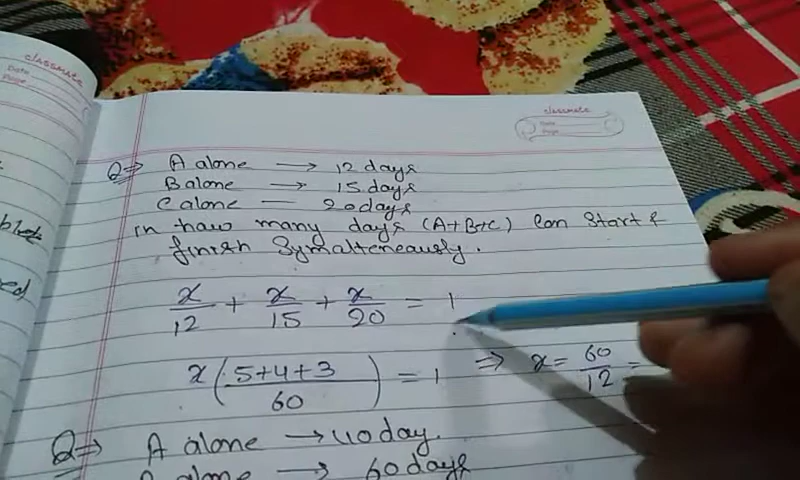 classmate
Date
Page
classmate
Date
Page
Q⇒ A alone → 12 days
B alone → 15 days
C alone — 20 days
in how many days (A+B+C) Can Start &
finish Symalteneously.
x/12 + x/15 + x/20 = 1
x(5+4+3/60) = 1 ⇒ x = 60/12 =
Q⇒ A alone → 40 day.
alone → 60 days